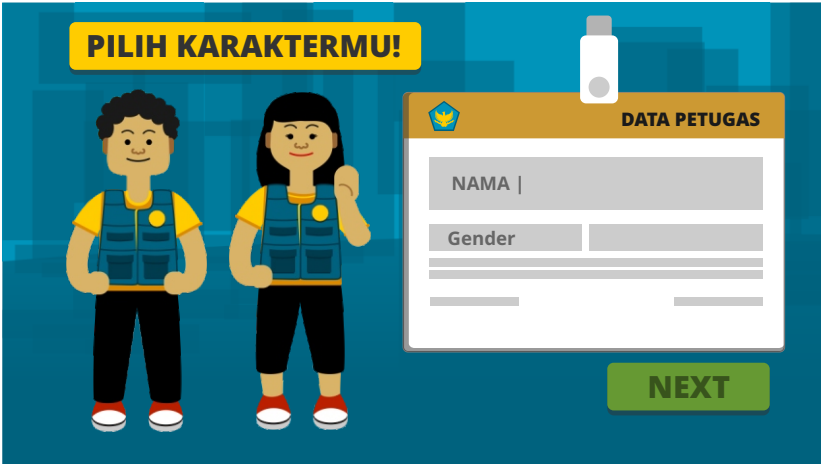 PILIH KARAKTERMU!
DATA PETUGAS
NAMA |
Gender
NEXT